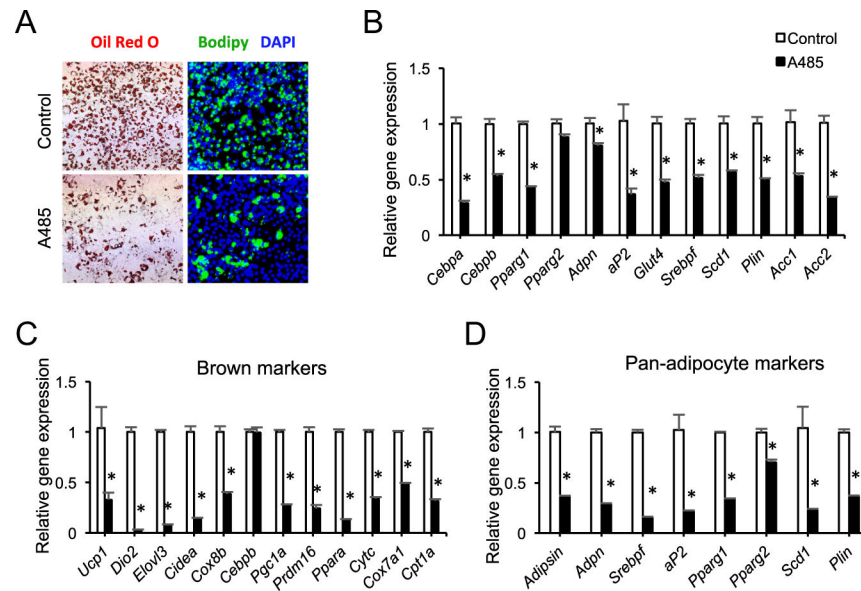 A
Oil Red O Bodipy DAPI
Control
A485
B
Control
A485
Relative gene expression
1.5
1
0.5
0
*
*
*
*
*
*
*
*
*
*
*
Cebpa Cebpb Pparg1 Pparg2 Adpn aP2 Glut4 Srebpf Scd1 Plin Acc1 Acc2
C
Brown markers
Relative gene expression
1.5
1
0.5
0
*
*
*
*
*
*
*
*
*
*
*
Ucp1 Dio2 Elovl3 Cidea Cox8b Cebpb Pgc1a Prdm16 Ppara Cytc Cox7a1 Cpt1a
D
Pan-adipocyte markers
Relative gene expression
1.5
1
0.5
0
*
*
*
*
*
*
*
*
Adipsin Adpn Srebpf aP2 Pparg1 Pparg2 Scd1 Plin